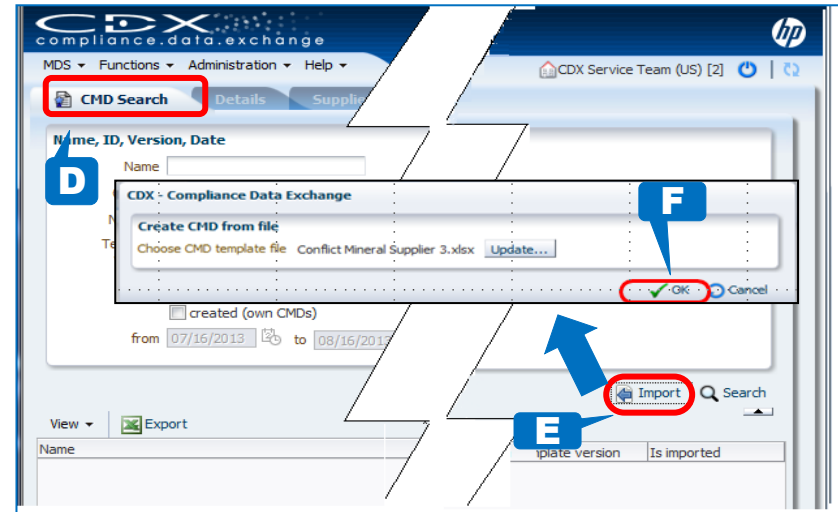 CDX
compliance.data.exchange
hp
MDS Functions Administration Help
CDX Service Team (US) [2]
CMD Search Details Supplie
Name, ID, Version, Date
D
Name
CDX - Compliance Data Exchange
F
Create CMD from file
Choose CMD template file Conflict Mineral Supplier 3.xlsx Update...
OK Cancel
created (own CMDs)
from 07/16/2013 to 08/16/2013
Import Search
E
View Export
Name version Is imported